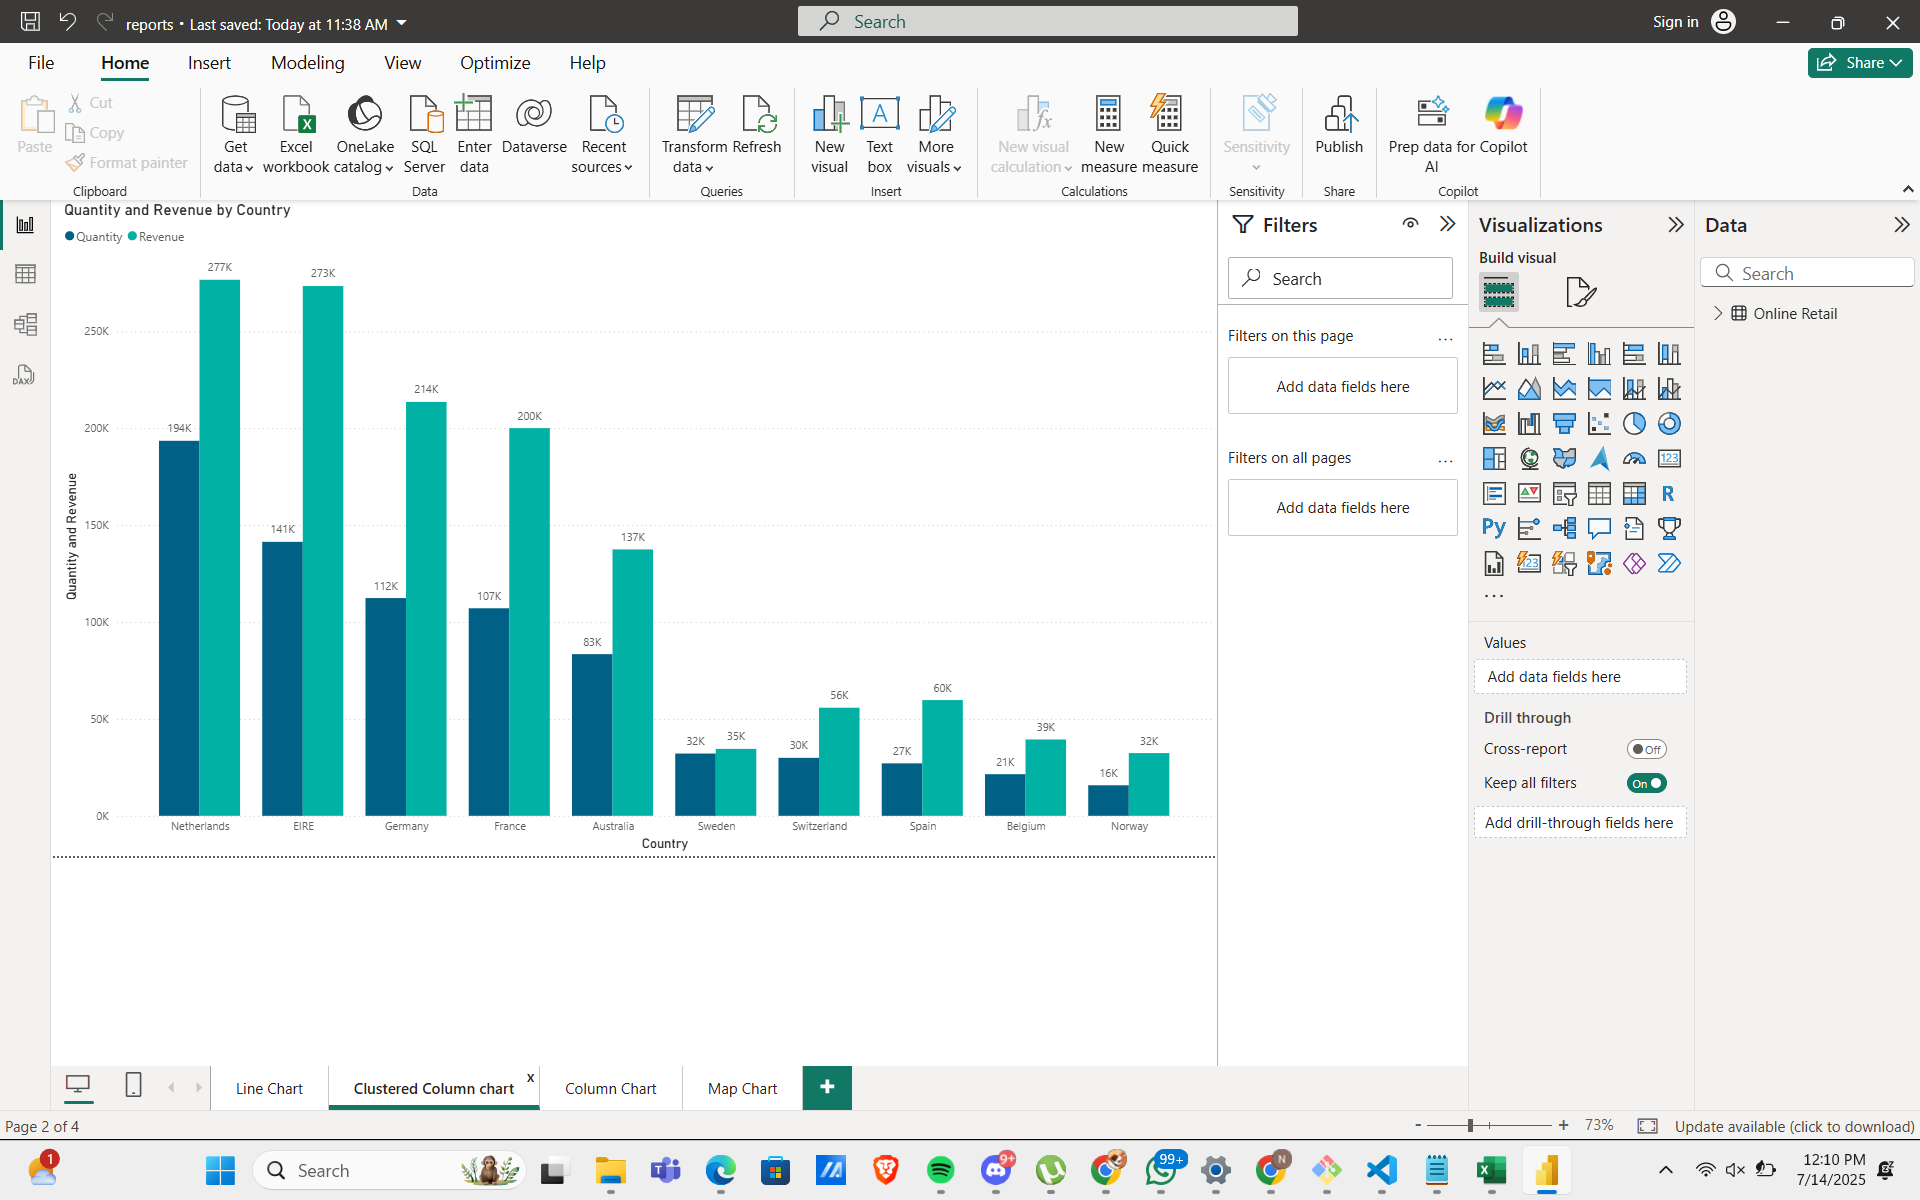 reports • Last saved: Today at 11:38 AM
Search
Sign in
File
Home
Insert
Modeling
View
Optimize
Help
Share
Paste
Cut
Copy
Format painter
Clipboard
Get data
Excel workbook
OneLake catalog
SQL Server
Enter data
Dataverse
Recent sources
Data
Transform data
Refresh
Queries
New visual
Text box
More visuals
Insert
New visual calculation
New measure
Quick measure
Calculations
Sensitivity
Sensitivity
Publish
Share
Prep data for AI
Copilot
Copilot
Quantity and Revenue by Country
Quantity
Revenue
Quantity and Revenue
250K
200K
150K
100K
50K
0K
194K
277K
141K
273K
112K
214K
107K
200K
83K
137K
32K
35K
30K
56K
27K
60K
21K
39K
16K
32K
Netherlands
EIRE
Germany
France
Australia
Sweden
Switzerland
Spain
Belgium
Norway
Country
DAX
Filters
Search
Filters on this page
...
Add data fields here
Filters on all pages
...
Add data fields here
Visualizations
Build visual
123
R
Py
123
...
Values
Add data fields here
Drill through
Cross-report
Off
Keep all filters
On
Add drill-through fields here
Data
Search
Online Retail
Line Chart
Clustered Column chart
x
Column Chart
Map Chart
+
Page 2 of 4
- + 73%
Update available (click to download)
1
Search
9+
99+
N
12:10 PM
7/14/2025